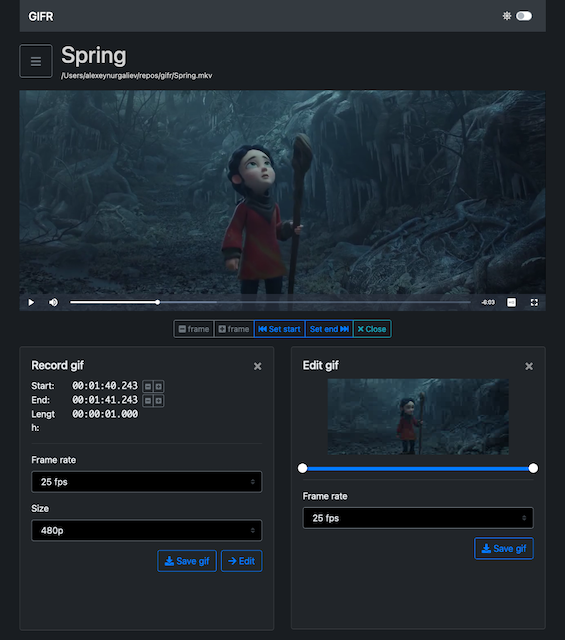 GIFR
Spring
/Users/alexeynurgaliev/repos/gifr/Spring.mkv
-6:03
frame
frame
Set start
Set end
Close
Record gif
Start: 00:01:40.243
End: 00:01:41.243
Lengt 00:00:01.000
h:
Frame rate
25 fps
Size
480p
Save gif
Edit
Edit gif
Frame rate
25 fps
Save gif